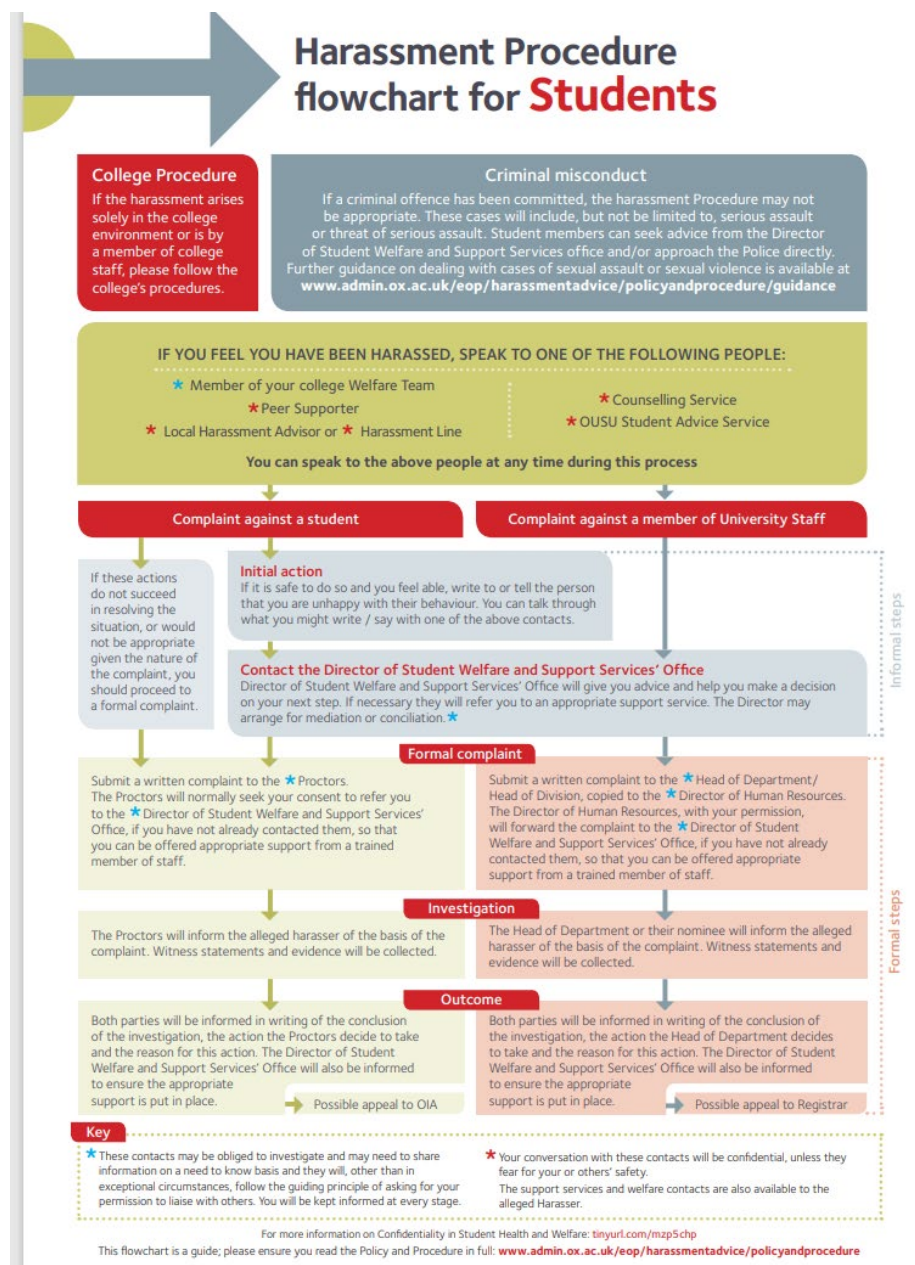 Harassment Procedure
flowchart for Students
College Procedure
If the harassment arises
solely in the college
environment or is by
a member of college
staff, please follow the
college's procedures.
Criminal misconduct
If a criminal offence has been committed, the harassment Procedure may not
be appropriate. These cases will include, but not be limited to, serious assault
or threat of serious assault. Student members can seek advice from the Director
of Student Welfare and Support Services office and/or approach the Police directly.
Further guidance on dealing with cases of sexual assault or sexual violence is available at
www.admin.ox.ac.uk/eop/harassmentadvice/policyandprocedure/guidance
IF YOU FEEL YOU HAVE BEEN HARASSED, SPEAK TO ONE OF THE FOLLOWING PEOPLE:
* Member of your college Welfare Team
* Peer Supporter
* Local Harassment Advisor or * Harassment Line
* Counselling Service
* OUSU Student Advice Service
You can speak to the above people at any time during this process
Complaint against a student
Complaint against a member of University Staff
If these actions
do not succeed
in resolving the
situation, or would
not be appropriate
given the nature of
the complaint, you
should proceed to
a formal complaint.
Initial action
If it is safe to do so and you feel able, write to or tell the person
that you are unhappy with their behaviour. You can talk through
what you might write / say with one of the above contacts.
Contact the Director of Student Welfare and Support Services' Office
Director of Student Welfare and Support Services' Office will give you advice and help you make a decision
on your next step. If necessary they will refer you to an appropriate support service. The Director may
arrange for mediation or conciliation. *
Informal steps
Formal complaint
Submit a written complaint to the * Proctors.
The Proctors will normally seek your consent to refer you
to the * Director of Student Welfare and Support Services'
Office, if you have not already contacted them, so that
you can be offered appropriate support from a trained
member of staff.
Submit a written complaint to the * Head of Department/
Head of Division, copied to the * Director of Human Resources.
The Director of Human Resources, with your permission,
will forward the complaint to the * Director of Student
Welfare and Support Services' Office, if you have not already
contacted them, so that you can be offered appropriate
support from a trained member of staff.
Investigation
The Proctors will inform the alleged harasser of the basis of the
complaint. Witness statements and evidence will be collected.
The Head of Department or their nominee will inform the alleged
harasser of the basis of the complaint. Witness statements and
evidence will be collected.
Formal steps
Outcome
Both parties will be informed in writing of the conclusion
of the investigation, the action the Proctors decide to take
and the reason for this action. The Director of Student
Welfare and Support Services' Office will also be informed
to ensure the appropriate
support is put in place.
Possible appeal to OIA
Both parties will be informed in writing of the conclusion of
the investigation, the action the Head of Department decides
to take and the reason for this action. The Director of Student
Welfare and Support Services' Office will also be informed
to ensure the appropriate
support is put in place.
Possible appeal to Registrar
Key
* These contacts may be obliged to investigate and may need to share
information on a need to know basis and they will, other than in
exceptional circumstances, follow the guiding principle of asking for your
permission to liaise with others. You will be kept informed at every stage.
* Your conversation with these contacts will be confidential, unless they
fear for your or others' safety.
The support services and welfare contacts are also available to the
alleged Harasser.
For more information on Confidentiality in Student Health and Welfare: tinyurl.com/mzp5chp
This flowchart is a guide; please ensure you read the Policy and Procedure in full: www.admin.ox.ac.uk/eop/harassmentadvice/policyandprocedure